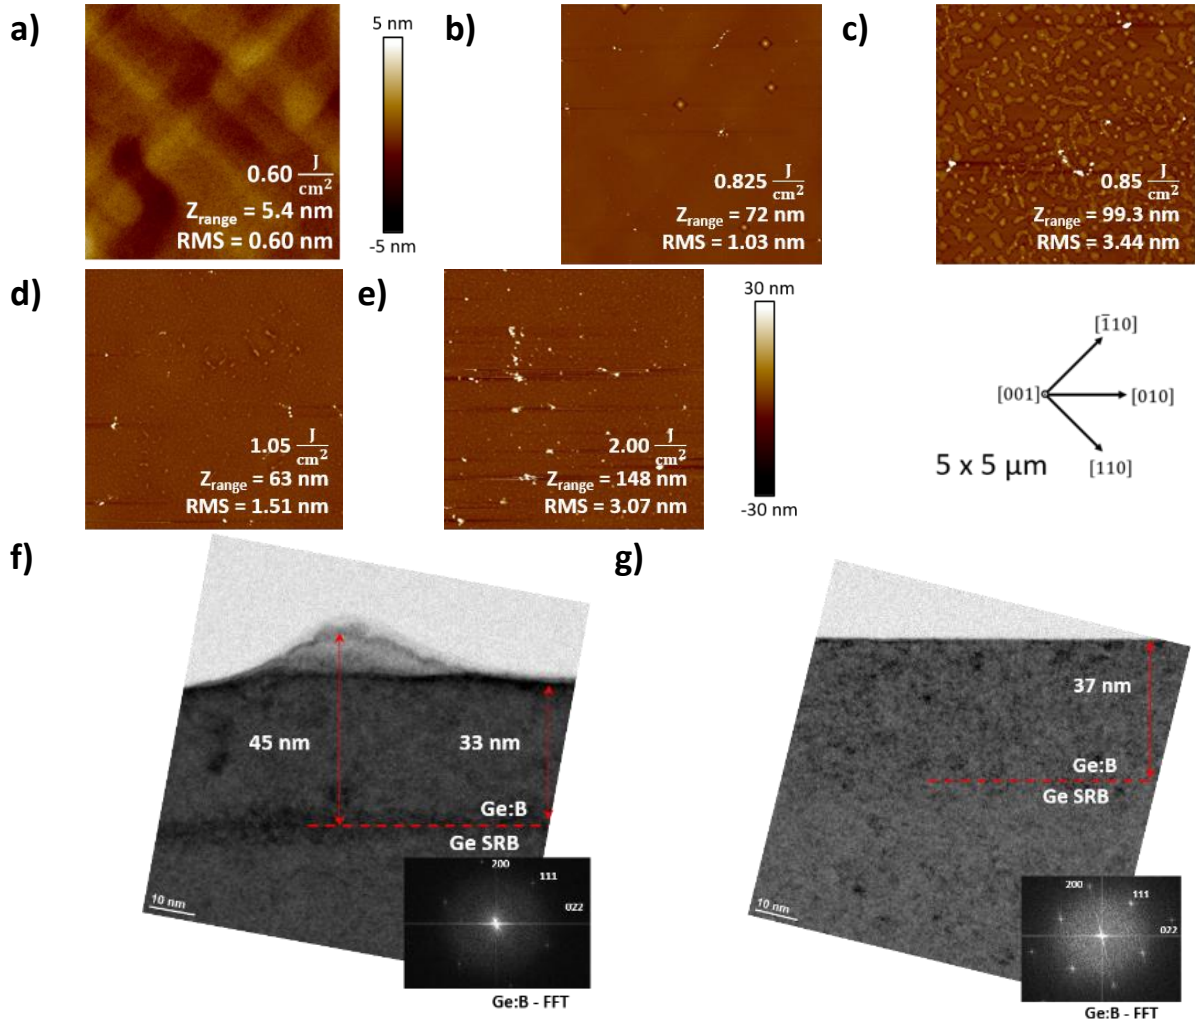 a)
5 nm
-5 nm
0.60 J/cm²
Z_range = 5.4 nm
RMS = 0.60 nm
b)
0.825 J/cm²
Z_range = 72 nm
RMS = 1.03 nm
c)
0.85 J/cm²
Z_range = 99.3 nm
RMS = 3.44 nm
d)
1.05 J/cm²
Z_range = 63 nm
RMS = 1.51 nm
e)
2.00 J/cm²
Z_range = 148 nm
RMS = 3.07 nm
30 nm
-30 nm
[1̄10]
[001]
[010]
[110]
5 x 5 µm
f)
45 nm
33 nm
Ge:B
Ge SRB
10 nm
200
111
022
Ge:B - FFT
g)
37 nm
Ge:B
Ge SRB
10 nm
200
111
022
Ge:B - FFT